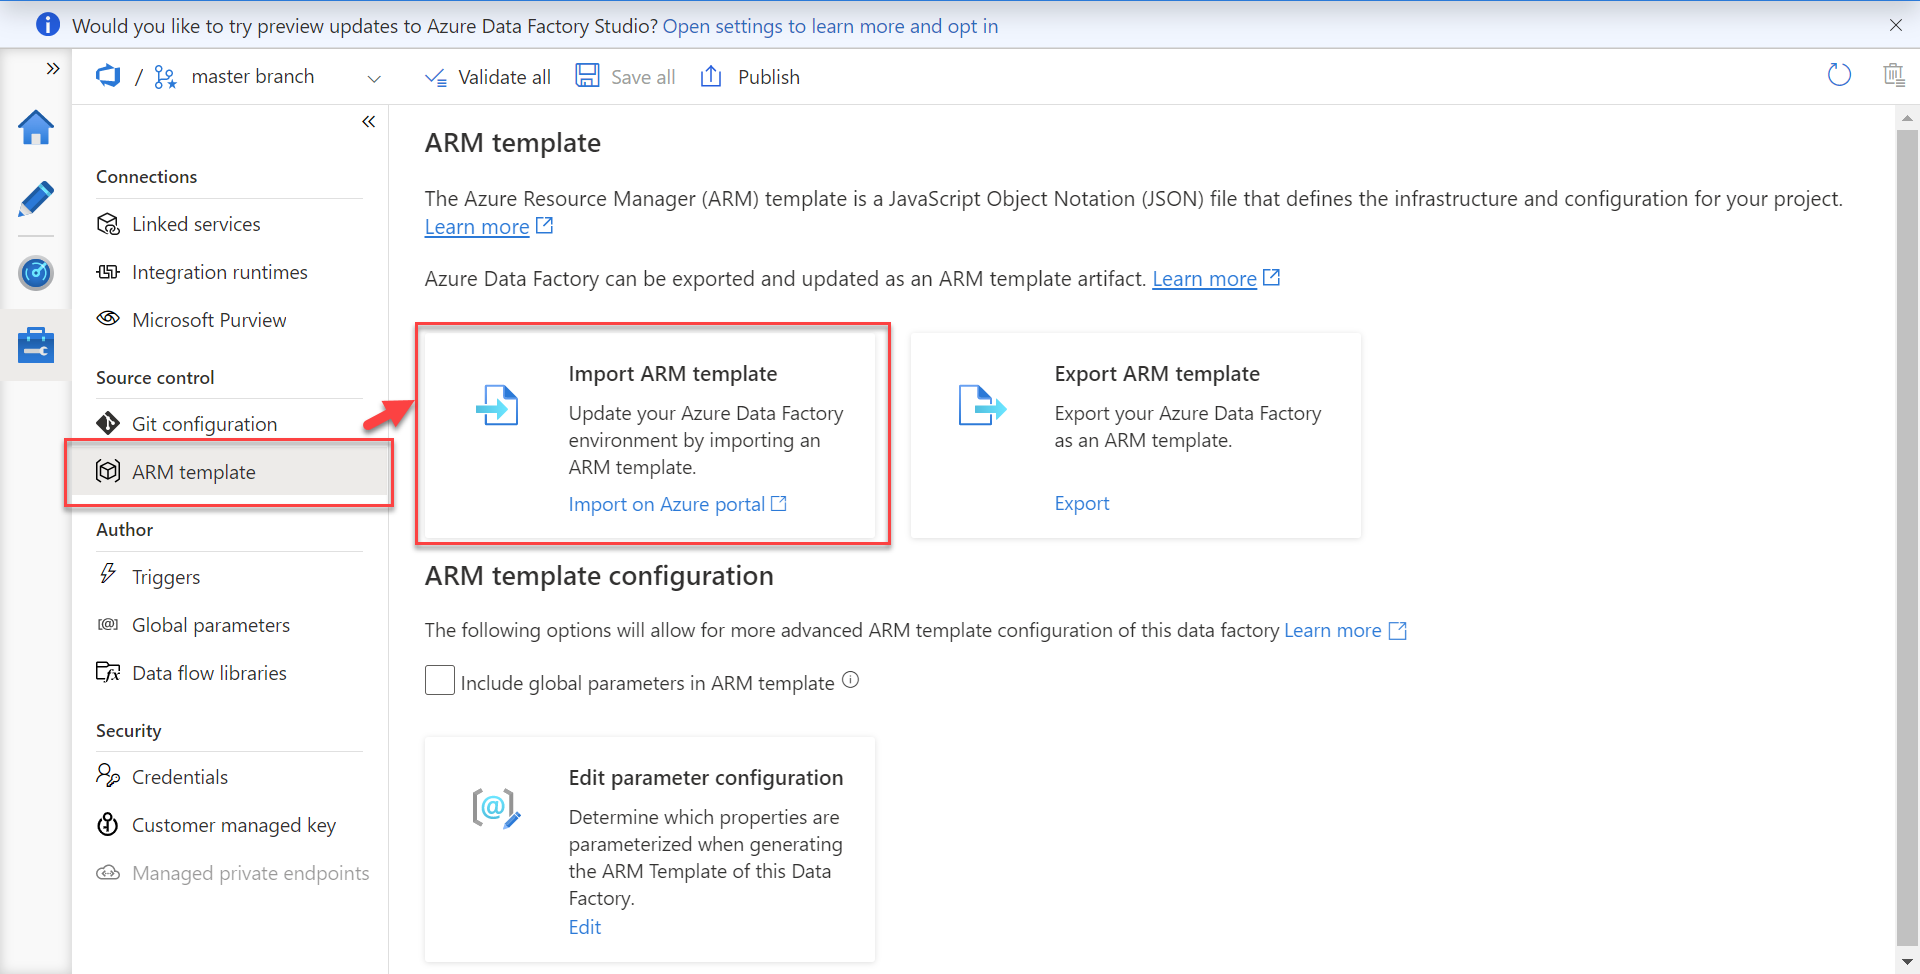 Would you like to try preview updates to Azure Data Factory Studio? Open settings to learn more and opt in
/ master branch
Validate all
Save all
Publish
Connections
Linked services
Integration runtimes
Microsoft Purview
Source control
Git configuration
ARM template
Author
Triggers
Global parameters
Data flow libraries
Security
Credentials
Customer managed key
Managed private endpoints
ARM template
The Azure Resource Manager (ARM) template is a JavaScript Object Notation (JSON) file that defines the infrastructure and configuration for your project.
Learn more
Azure Data Factory can be exported and updated as an ARM template artifact. Learn more
Import ARM template
Update your Azure Data Factory
environment by importing an
ARM template.
Import on Azure portal
Export ARM template
Export your Azure Data Factory
as an ARM template.
Export
ARM template configuration
The following options will allow for more advanced ARM template configuration of this data factory Learn more
Include global parameters in ARM template
Edit parameter configuration
Determine which properties are
parameterized when generating
the ARM Template of this Data
Factory.
Edit